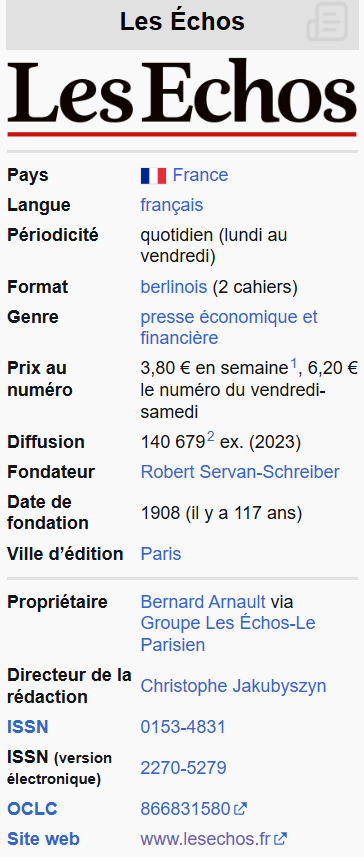 Les Échos
Les Echos
Pays France
Langue français
Périodicité quotidien (lundi au
vendredi)
Format berlinois (2 cahiers)
Genre presse économique et
financière
Prix au 3,80 € en semaine1, 6,20 €
numéro le numéro du vendredi-
samedi
Diffusion 140 6792 ex. (2023)
Fondateur Robert Servan-Schreiber
Date de
fondation 1908 (il y a 117 ans)
Ville d’édition Paris
Propriétaire Bernard Arnault via
Groupe Les Échos-Le
Parisien
Directeur de la
rédaction Christophe Jakubyszyn
ISSN 0153-4831
ISSN (version
électronique) 2270-5279
OCLC 866831580
Site web www.lesechos.fr